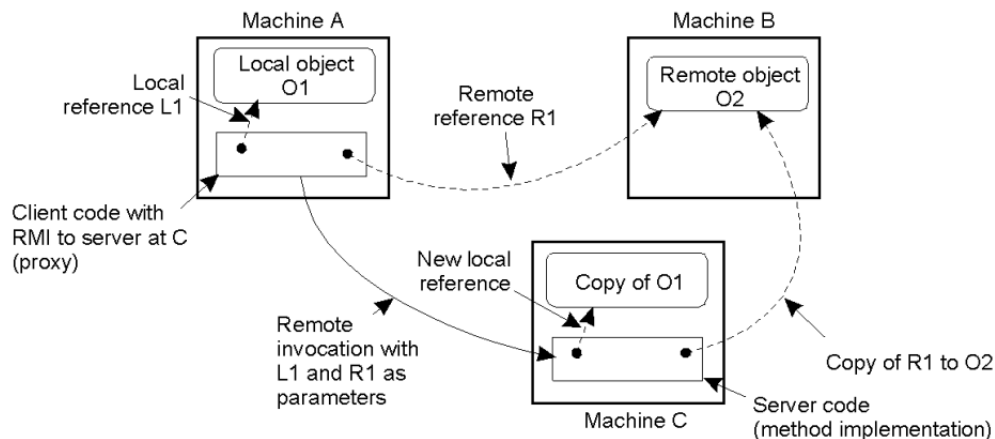 Machine A
Machine B
Local object
O1
Remote object
O2
Local
reference L1
Remote
reference R1
Client code with
RMI to server at C
(proxy)
New local
reference
Copy of O1
Remote
invocation with
L1 and R1 as
parameters
Copy of R1 to O2
Machine C
Server code
(method implementation)